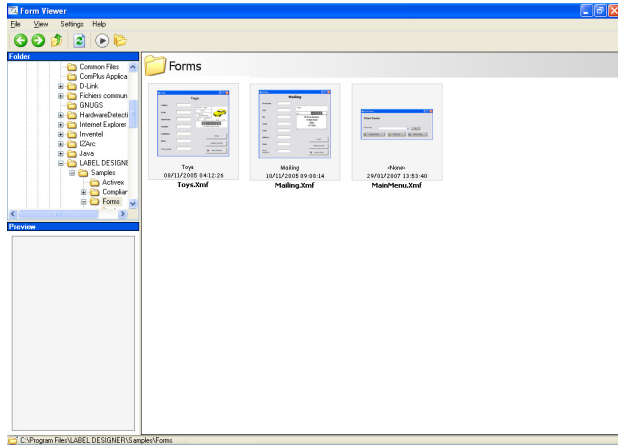 Form Viewer
File View Settings Help
Folder
Common Files
ComPlus Applica
D-Link
Fichiers commun
GNUGS
HardwareDetecti
Internet Explorer
Inventel
IZArc
Java
LABEL DESIGNE
Samples
Activex
Complian
Forms
Preview
Forms
Toys
Toys
08/11/2005 04:12:26
Toys.Xmf
Mailing
Mailing
10/11/2005 09:08:14
Mailing.Xmf
<None>
29/01/2007 13:53:40
MainMenu.Xmf
C:\Program Files\LABEL DESIGNER\Samples\Forms